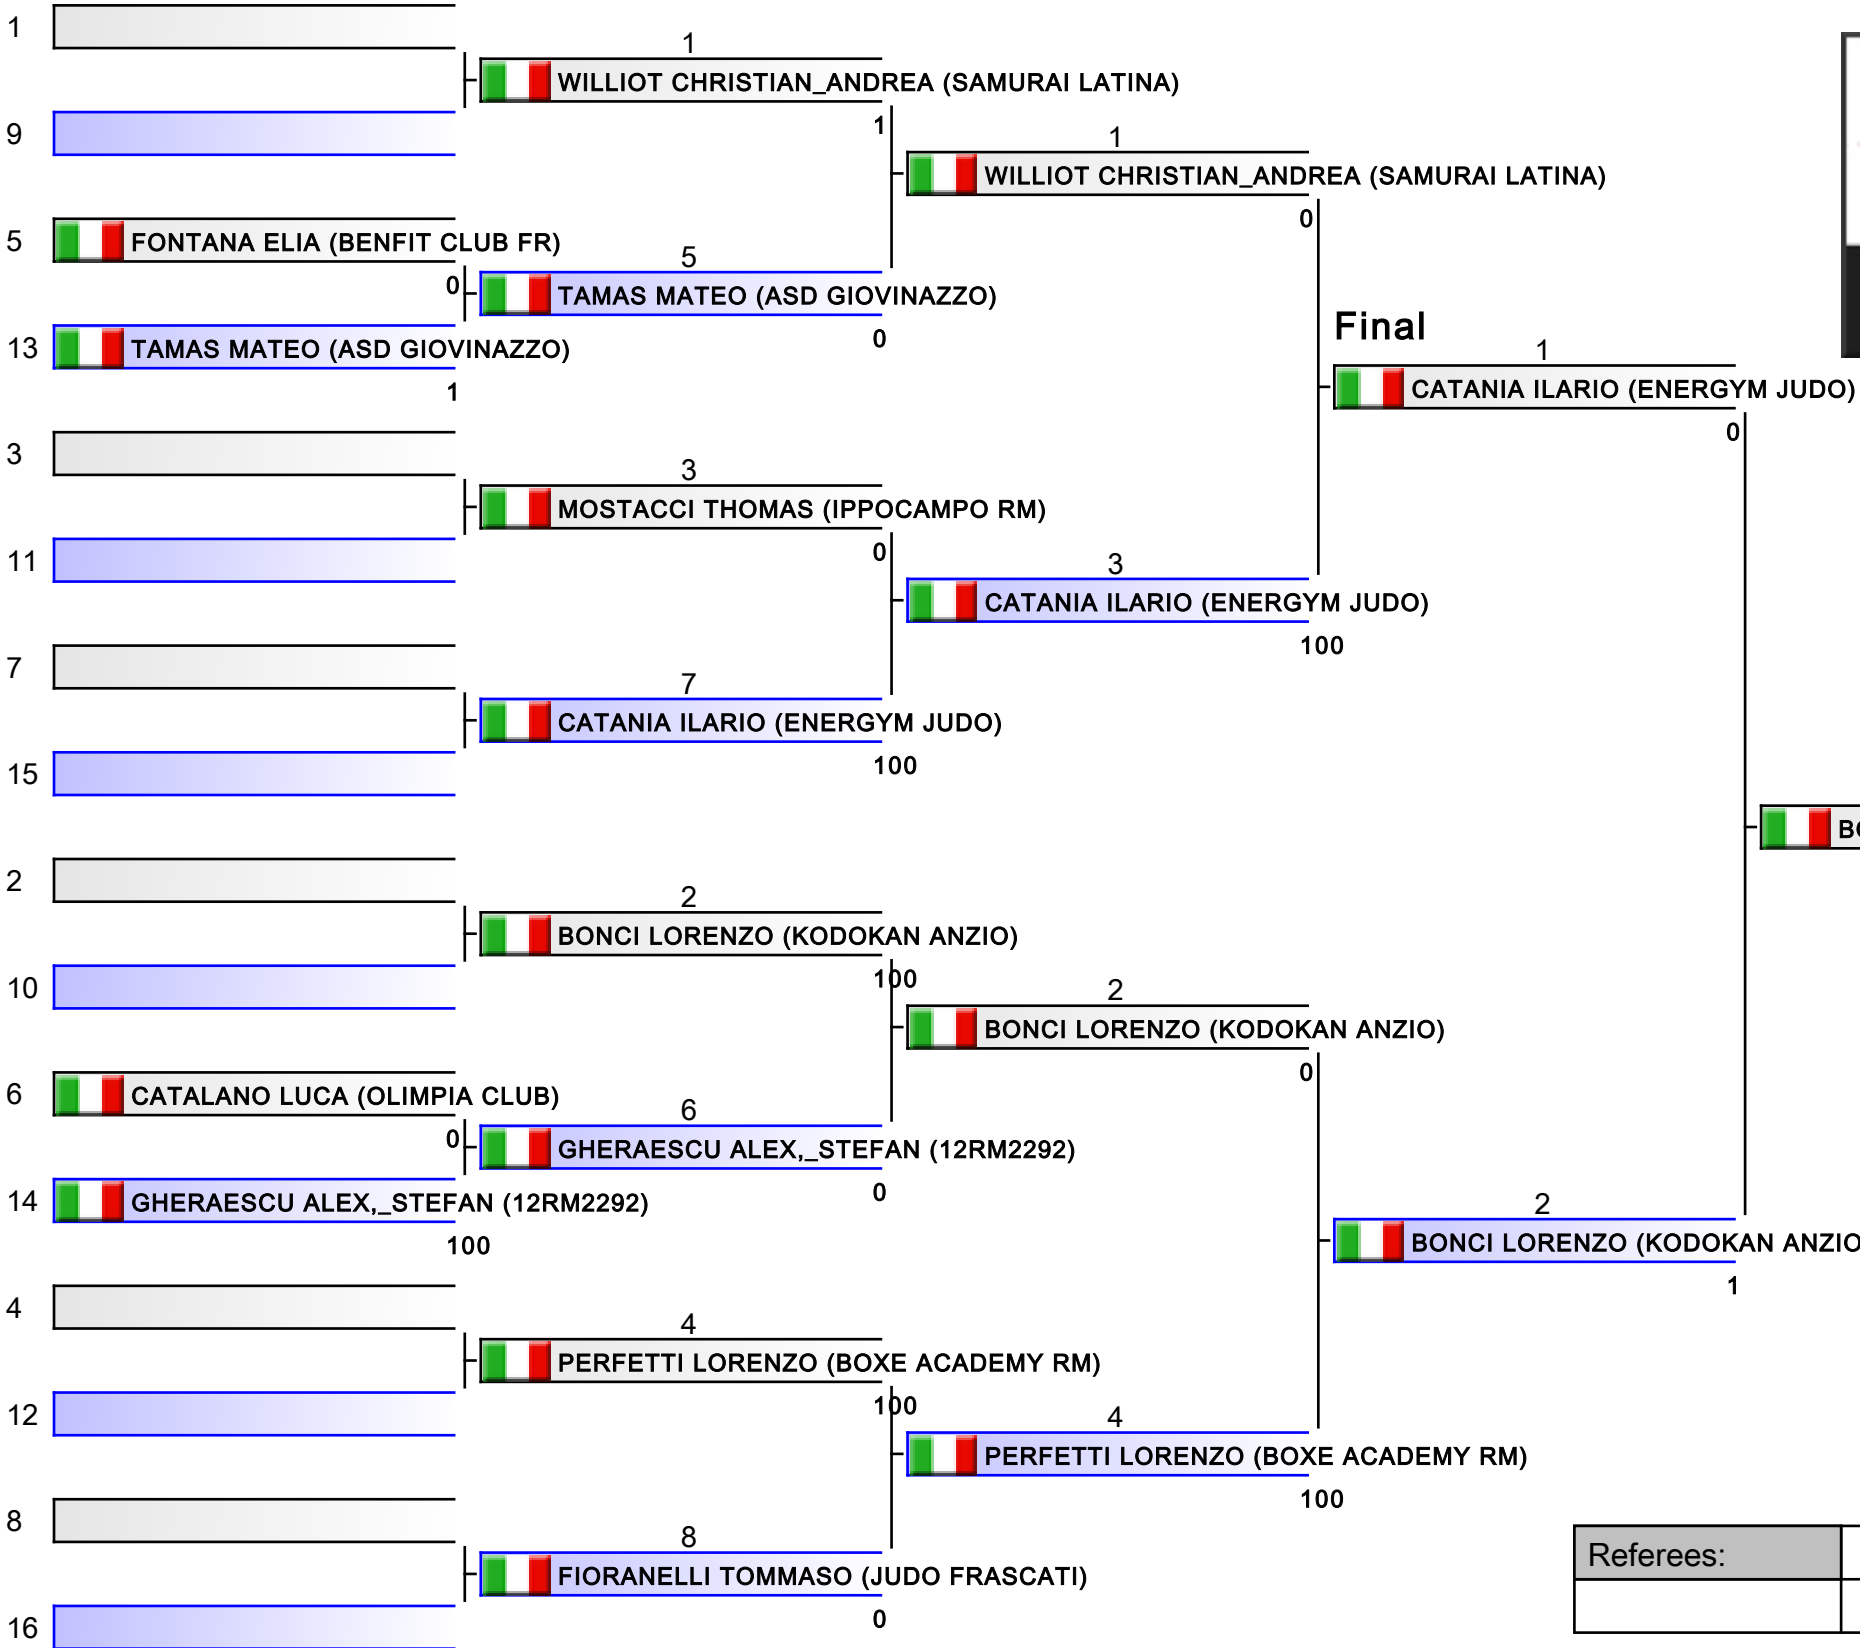 1
1
WILLIOT CHRISTIAN_ANDREA (SAMURAI LATINA)
1
9
1
WILLIOT CHRISTIAN_ANDREA (SAMURAI LATINA)
0
5
FONTANA ELIA (BENFIT CLUB FR)
0
5
TAMAS MATEO (ASD GIOVINAZZO)
0
13
TAMAS MATEO (ASD GIOVINAZZO)
1
Final
1
CATANIA ILARIO (ENERGYM JUDO)
0
3
3
MOSTACCI THOMAS (IPPOCAMPO RM)
0
11
3
CATANIA ILARIO (ENERGYM JUDO)
100
7
7
CATANIA ILARIO (ENERGYM JUDO)
100
15
2
2
BONCI LORENZO (KODOKAN ANZIO)
100
10
2
BONCI LORENZO (KODOKAN ANZIO)
0
6
CATALANO LUCA (OLIMPIA CLUB)
0
6
GHERAESCU ALEX,_STEFAN (12RM2292)
0
14
GHERAESCU ALEX,_STEFAN (12RM2292)
100
2
BONCI LORENZO (KODOKAN ANZIO
1
4
4
PERFETTI LORENZO (BOXE ACADEMY RM)
100
12
4
PERFETTI LORENZO (BOXE ACADEMY RM)
100
8
8
FIORANELLI TOMMASO (JUDO FRASCATI)
0
16
Referees: